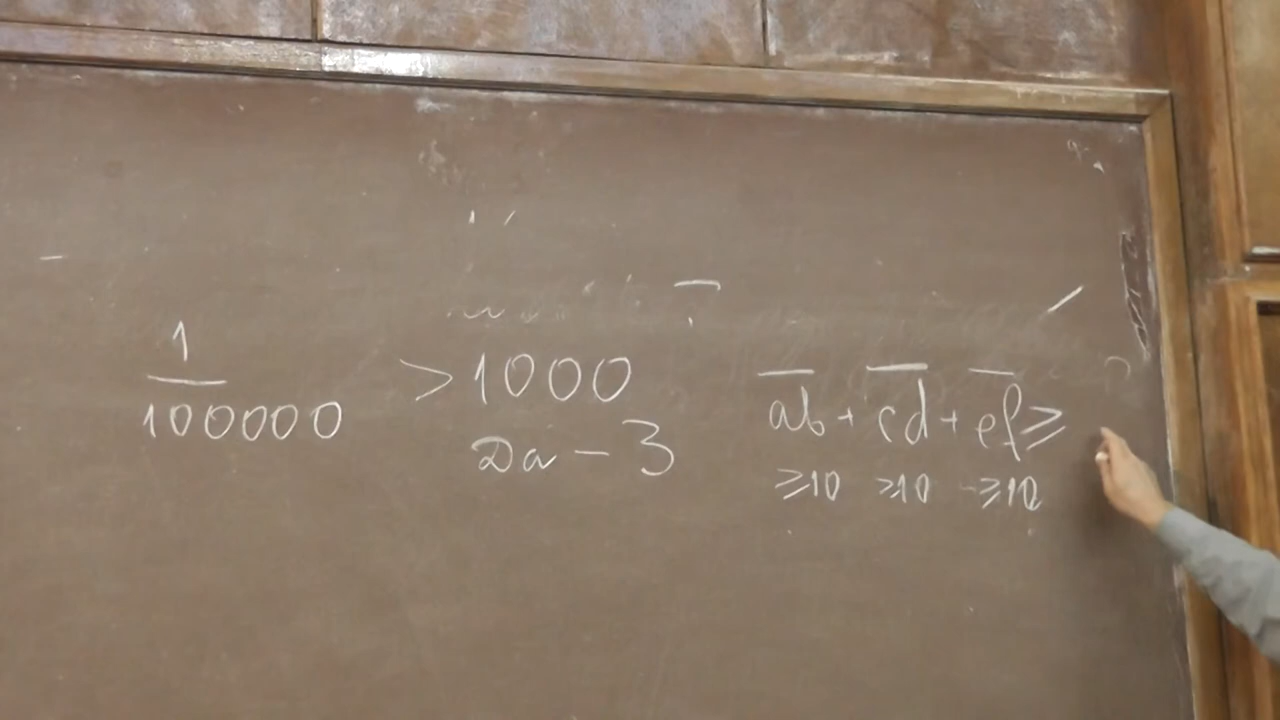 1
100000
> 1000
2a - 3
ab + cd + ef ≥
≥10 ≥10 ≥10